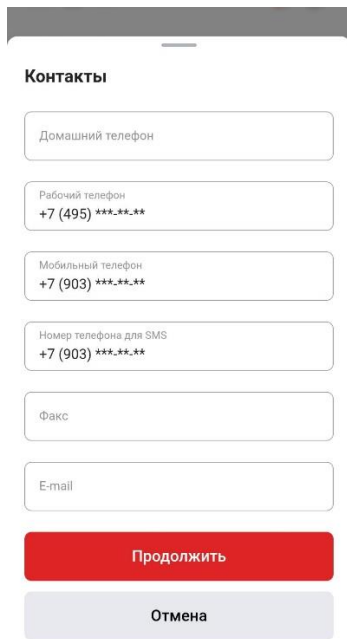 Контакты
Домашний телефон
Рабочий телефон
+7 (495) ***-**-**
Мобильный телефон
+7 (903) ***-**-**
Номер телефона для SMS
+7 (903) ***-**-**
Факс
E-mail
Продолжить
Отмена